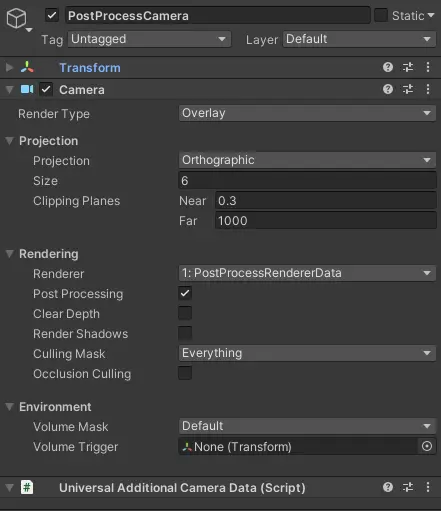 PostProcessCamera Static
Tag Untagged Layer Default
Transform
Camera
Render Type Overlay
Projection
Projection Orthographic
Size 6
Clipping Planes Near 0.3
Far 1000
Rendering
Renderer 1: PostProcessRendererData
Post Processing
Clear Depth
Render Shadows
Culling Mask Everything
Occlusion Culling
Environment
Volume Mask Default
Volume Trigger None (Transform)
# Universal Additional Camera Data (Script)